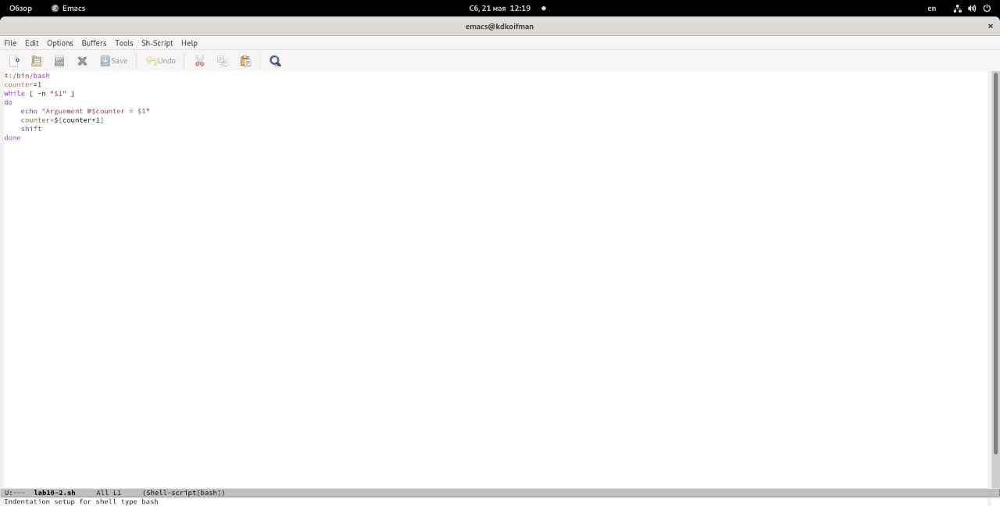 Обзор Emacs Сб, 21 мая 12:19 en
emacs@kdkoifman
File Edit Options Buffers Tools Sh-Script Help
Save Undo
#!/bin/bash
counter=1
while [ -n "$1" ]
do
    echo "Arguement №$counter = $1"
    counter=$[counter+1]
    shift
done
U:--- lab10-2.sh All L1 (Shell-script[bash])
Indentation setup for shell type bash